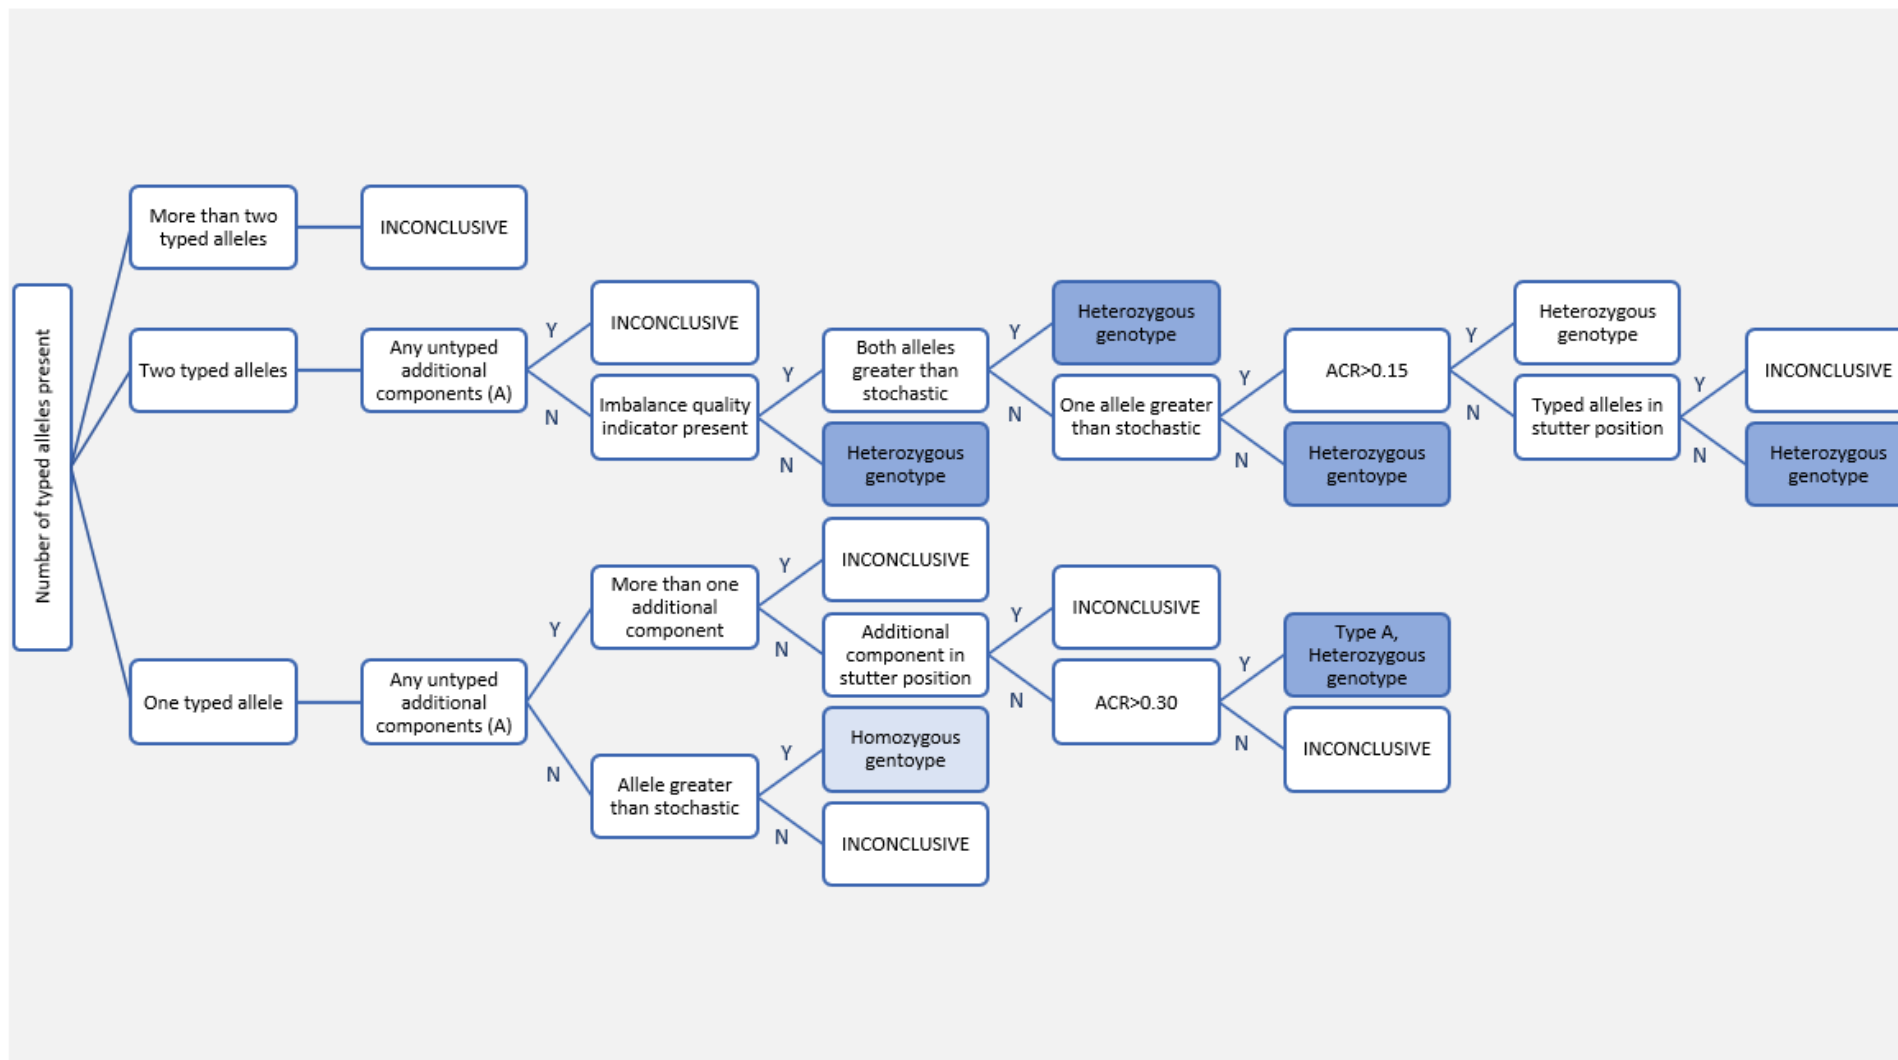 Number of typed alleles present
More than two
typed alleles
INCONCLUSIVE
Two typed alleles
Any untyped
additional
components (A)
Y
INCONCLUSIVE
N
Imbalance quality
indicator present
Y
Both alleles
greater than
stochastic
N
Heterozygous
genotype
Y
Heterozygous
genotype
N
One allele greater
than stochastic
Y
ACR>0.15
N
Heterozygous
gentoype
Y
Heterozygous
genotype
N
Typed alleles in
stutter position
Y
INCONCLUSIVE
N
Heterozygous
genotype
One typed allele
Any untyped
additional
components (A)
Y
More than one
additional
component
Y
INCONCLUSIVE
N
Additional
component in
stutter position
Y
INCONCLUSIVE
N
ACR>0.30
Y
Type A,
Heterozygous
genotype
N
INCONCLUSIVE
N
Allele greater
than stochastic
Y
Homozygous
gentoype
N
INCONCLUSIVE